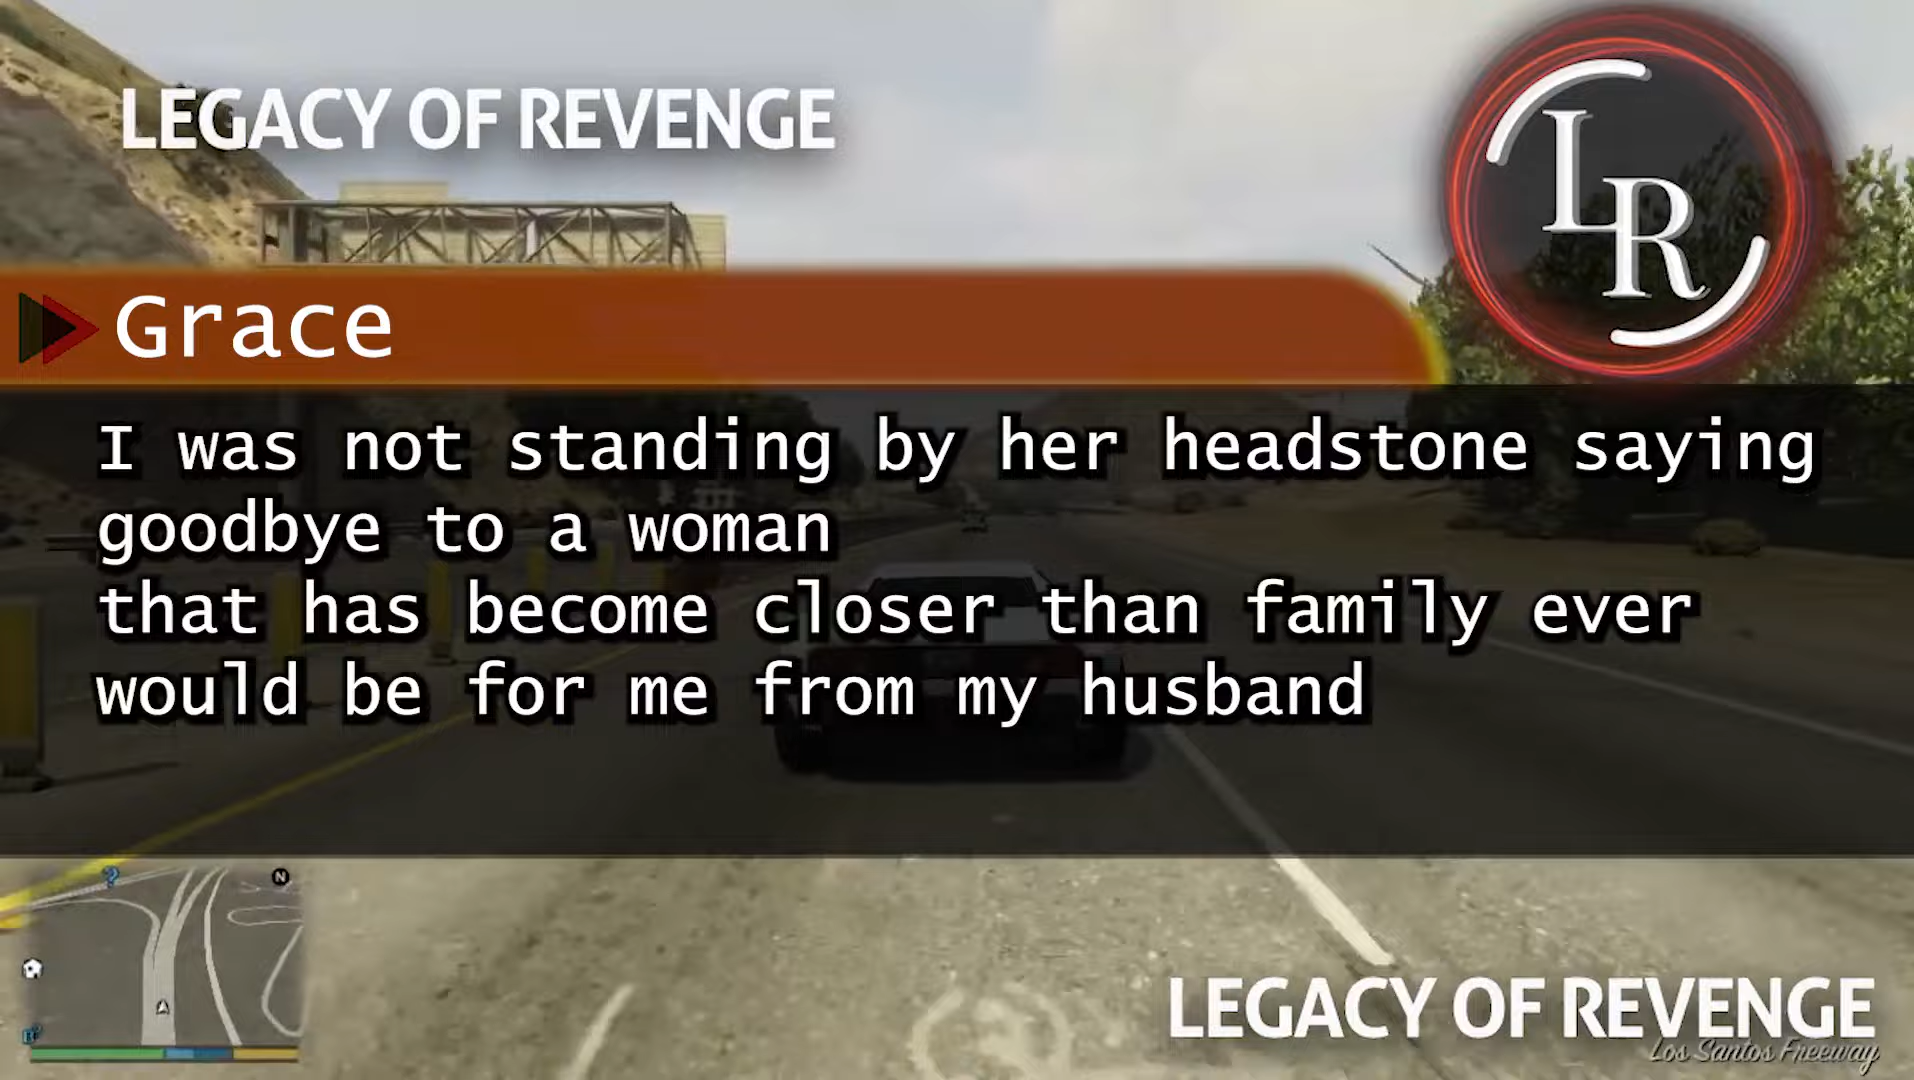 LEGACY OF REVENGE
LR
Grace
I was not standing by her headstone saying
goodbye to a woman
that has become closer than family ever
would be for me from my husband
?
N
LEGACY OF REVENGE
Los Santos Freeway